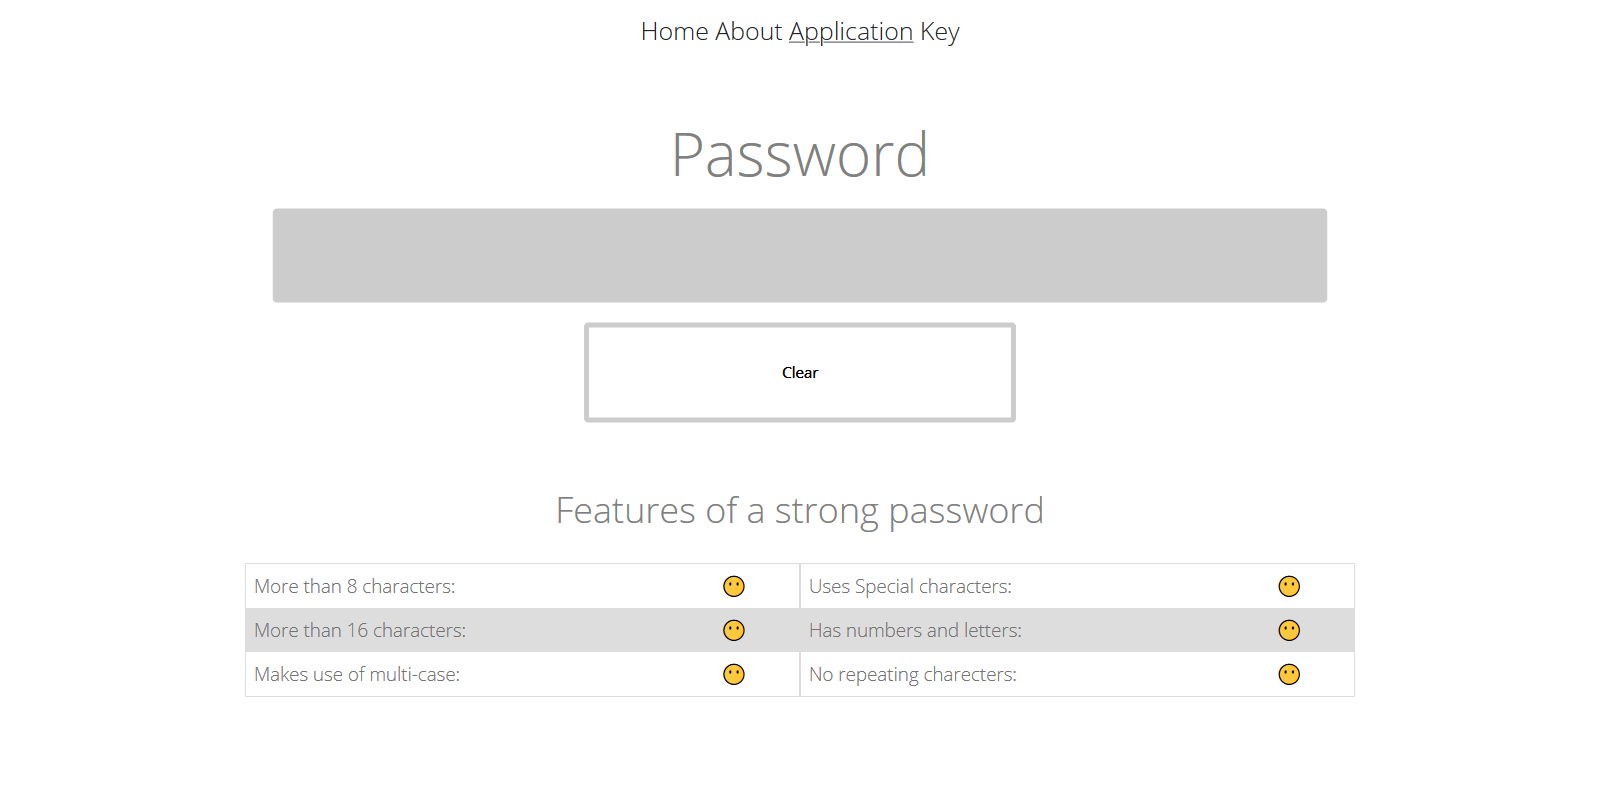 Home About Application Key
Password
Clear
Features of a strong password
More than 8 characters:
Uses Special characters:
More than 16 characters:
Has numbers and letters:
Makes use of multi-case:
No repeating charecters: